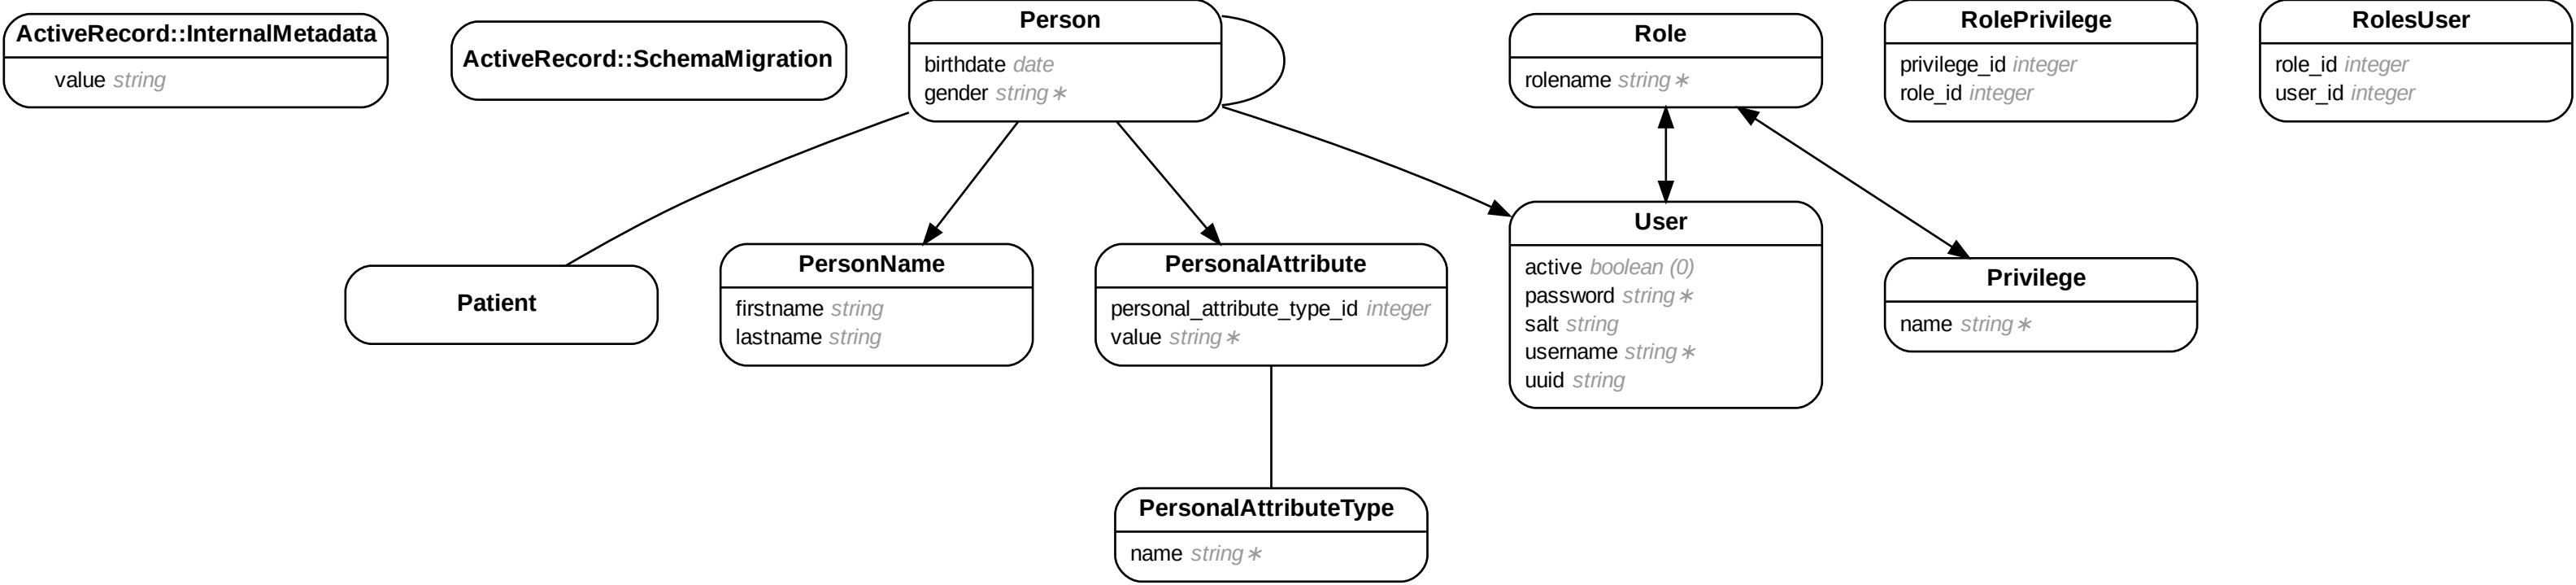 ActiveRecord::InternalMetadata
value string
ActiveRecord::SchemaMigration
Person
birthdate date
gender string∗
Role
rolename string∗
RolePrivilege
privilege_id integer
role_id integer
RolesUser
role_id integer
user_id integer
Patient
PersonName
firstname string
lastname string
PersonalAttribute
personal_attribute_type_id integer
value string∗
User
active boolean (0)
password string∗
salt string
username string∗
uuid string
Privilege
name string∗
PersonalAttributeType
name string∗